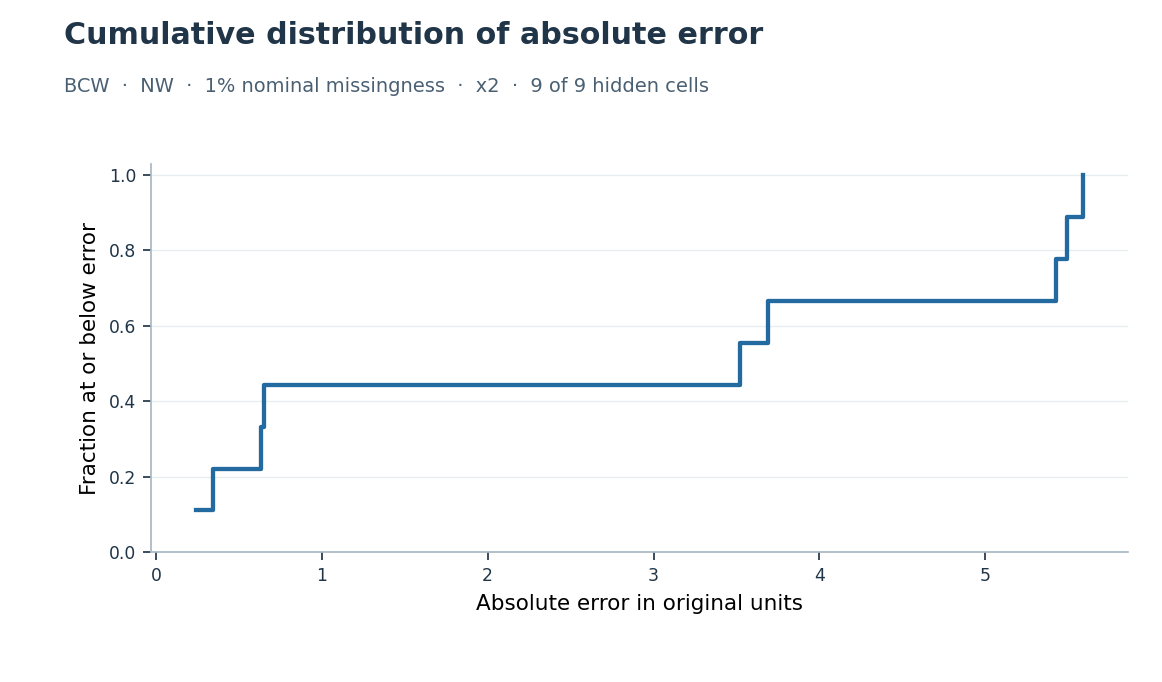 Cumulative distribution of absolute error
BCW · NW · 1% nominal missingness · x2 · 9 of 9 hidden cells
Fraction at or below error
1.0
0.8
0.6
0.4
0.2
0.0
0 1 2 3 4 5
Absolute error in original units